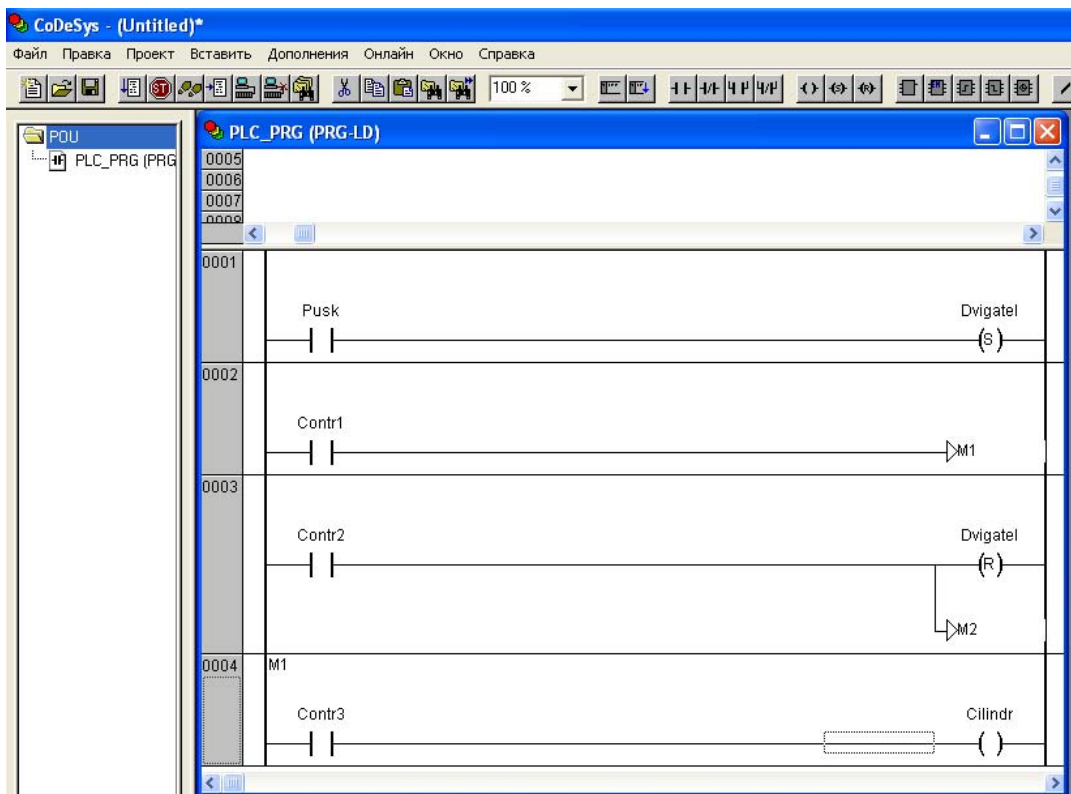 CoDeSys - (Untitled)*
Файл Правка Проект Вставить Дополнения Онлайн Окно Справка
100 %
POU
PLC_PRG (PRG
PLC_PRG (PRG-LD)
0005
0006
0007
0008
0001
Pusk
Dvigatel
S
0002
Contr1
M1
0003
Contr2
Dvigatel
R
M2
0004
M1
Contr3
Cilindr